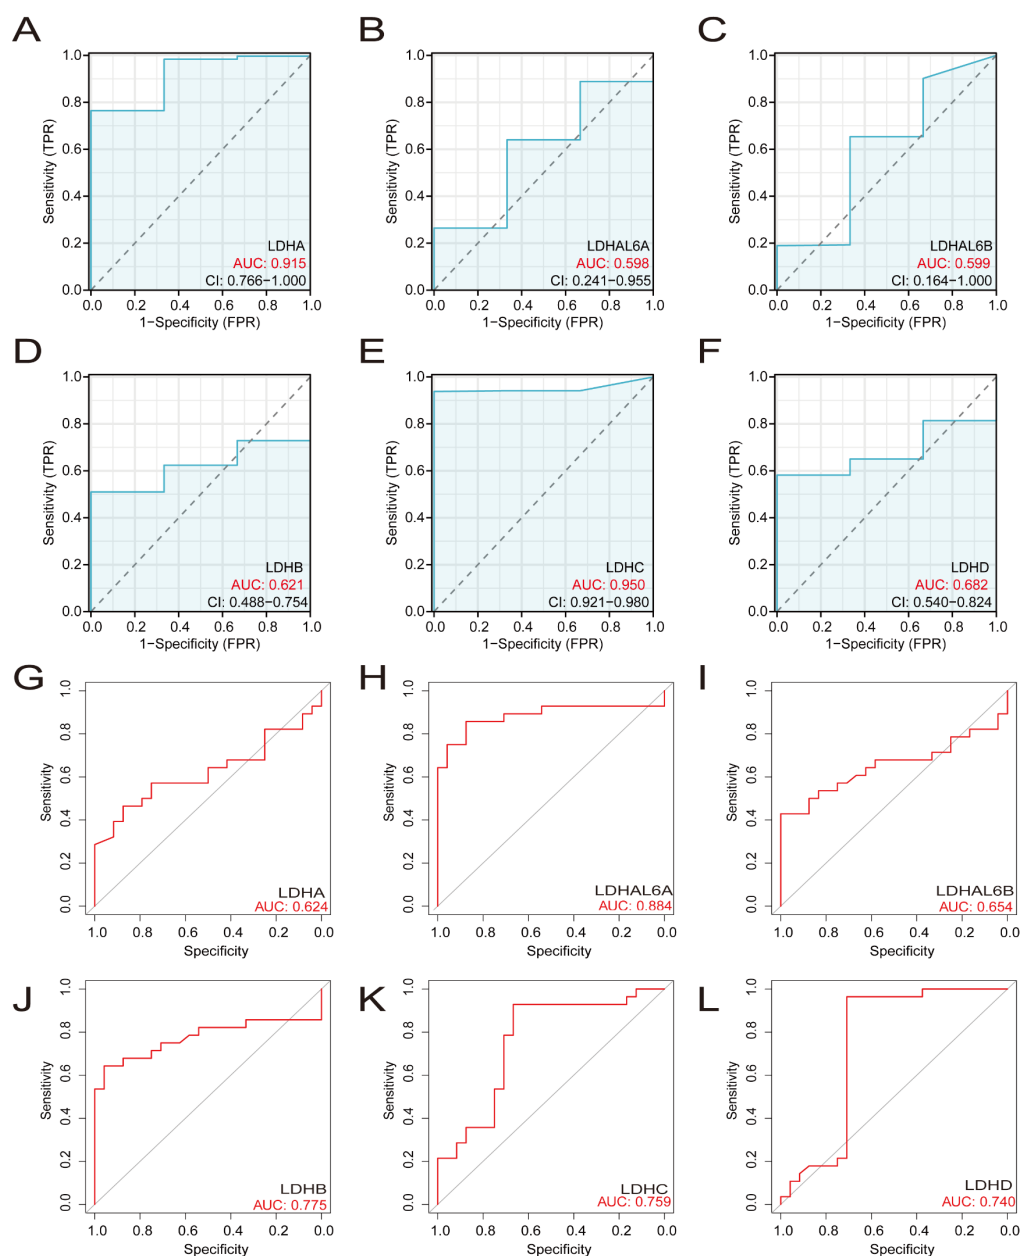 A
B
C
Sensitivity (TPR)
1.0
0.8
0.6
0.4
0.2
0.0
0.0 0.2 0.4 0.6 0.8 1.0
1−Specificity (FPR)
LDHA
AUC: 0.915
CI: 0.766−1.000
Sensitivity (TPR)
1.0
0.8
0.6
0.4
0.2
0.0
0.0 0.2 0.4 0.6 0.8 1.0
1−Specificity (FPR)
LDHAL6A
AUC: 0.598
CI: 0.241−0.955
Sensitivity (TPR)
1.0
0.8
0.6
0.4
0.2
0.0
0.0 0.2 0.4 0.6 0.8 1.0
1−Specificity (FPR)
LDHAL6B
AUC: 0.599
CI: 0.164−1.000
D
E
F
Sensitivity (TPR)
1.0
0.8
0.6
0.4
0.2
0.0
0.0 0.2 0.4 0.6 0.8 1.0
1−Specificity (FPR)
LDHB
AUC: 0.621
CI: 0.488−0.754
Sensitivity (TPR)
1.0
0.8
0.6
0.4
0.2
0.0
0.0 0.2 0.4 0.6 0.8 1.0
1−Specificity (FPR)
LDHC
AUC: 0.950
CI: 0.921−0.980
Sensitivity (TPR)
1.0
0.8
0.6
0.4
0.2
0.0
0.0 0.2 0.4 0.6 0.8 1.0
1−Specificity (FPR)
LDHD
AUC: 0.682
CI: 0.540−0.824
G
H
I
Sensitivity
1.0
0.8
0.6
0.4
0.2
0.0
1.0 0.8 0.6 0.4 0.2 0.0
Specificity
LDHA
AUC: 0.624
Sensitivity
1.0
0.8
0.6
0.4
0.2
0.0
1.0 0.8 0.6 0.4 0.2 0.0
Specificity
LDHAL6A
AUC: 0.884
Sensitivity
1.0
0.8
0.6
0.4
0.2
0.0
1.0 0.8 0.6 0.4 0.2 0.0
Specificity
LDHAL6B
AUC: 0.654
J
K
L
Sensitivity
1.0
0.8
0.6
0.4
0.2
0.0
1.0 0.8 0.6 0.4 0.2 0.0
Specificity
LDHB
AUC: 0.775
Sensitivity
1.0
0.8
0.6
0.4
0.2
0.0
1.0 0.8 0.6 0.4 0.2 0.0
Specificity
LDHC
AUC: 0.759
Sensitivity
1.0
0.8
0.6
0.4
0.2
0.0
1.0 0.8 0.6 0.4 0.2 0.0
Specificity
LDHD
AUC: 0.740